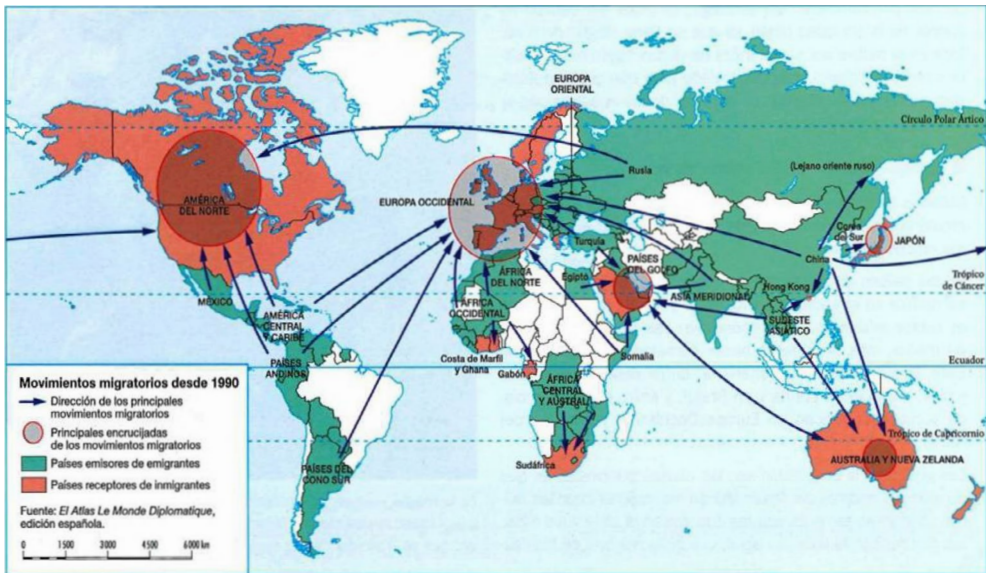 EUROPA
ORIENTAL
Círculo Polar Ártico
(Lejano oriente ruso)
Rusia
AMÉRICA
DEL NORTE
EUROPA OCCIDENTAL
Corea
del Sur
JAPÓN
Turquía
PAÍSES
DEL GOLFO
China
Egipto
ÁFRICA
DEL NORTE
Trópico
de Cáncer
MÉXICO
ÁFRICA
OCCIDENTAL
ASIA MERIDIONAL
Hong Kong
AMÉRICA
CENTRAL
CARIBE
SUDESTE
ASIÁTICO
Costa de Marfil
y Ghana
Gabón
Somalia
Ecuador
PAÍSES
ANDINOS
ÁFRICA
CENTRAL
Y AUSTRAL
Trópico de Capricornio
PAÍSES DEL
CONO SUR
Sudáfrica
AUSTRALIA Y NUEVA ZELANDA
Movimientos migratorios desde 1990
Dirección de los principales
movimientos migratorios
Principales encrucijadas
de los movimientos migratorios
Países emisores de emigrantes
Países receptores de inmigrantes
Fuente: El Atlas Le Monde Diplomatique,
edición española.
0 1500 3000 4500 6000 km